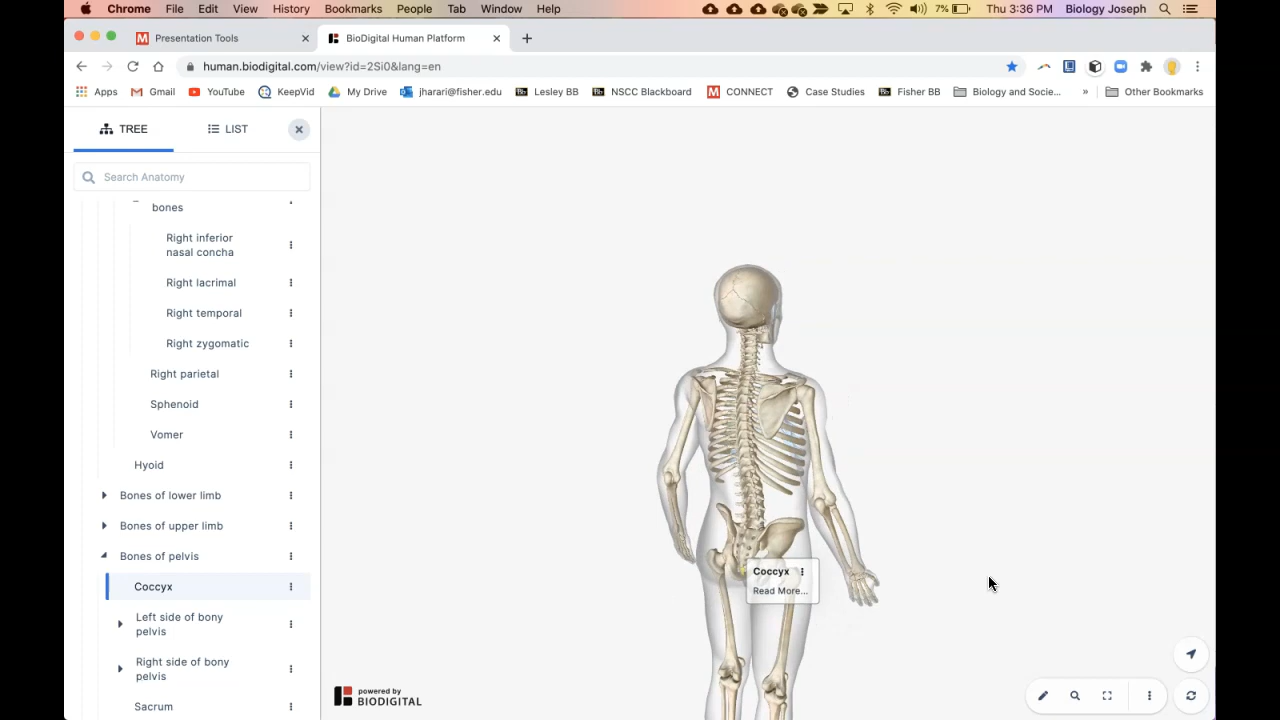 Chrome File Edit View History Bookmarks People Tab Window Help 7% Thu 3:36 PM Biology Joseph
Presentation Tools BioDigital Human Platform
human.biodigital.com/view?id=2Si0&lang=en
Apps Gmail YouTube KeepVid My Drive jharari@fisher.edu Lesley BB NSCC Blackboard CONNECT Case Studies Fisher BB Biology and Socie... » Other Bookmarks
TREE LIST
Search Anatomy
bones
Right inferior
nasal concha
Right lacrimal
Right temporal
Right zygomatic
Right parietal
Sphenoid
Vomer
Hyoid
Bones of lower limb
Bones of upper limb
Bones of pelvis
Coccyx
Left side of bony
pelvis
Right side of bony
pelvis
Sacrum
Coccyx
Read More...
powered by
BIODIGITAL